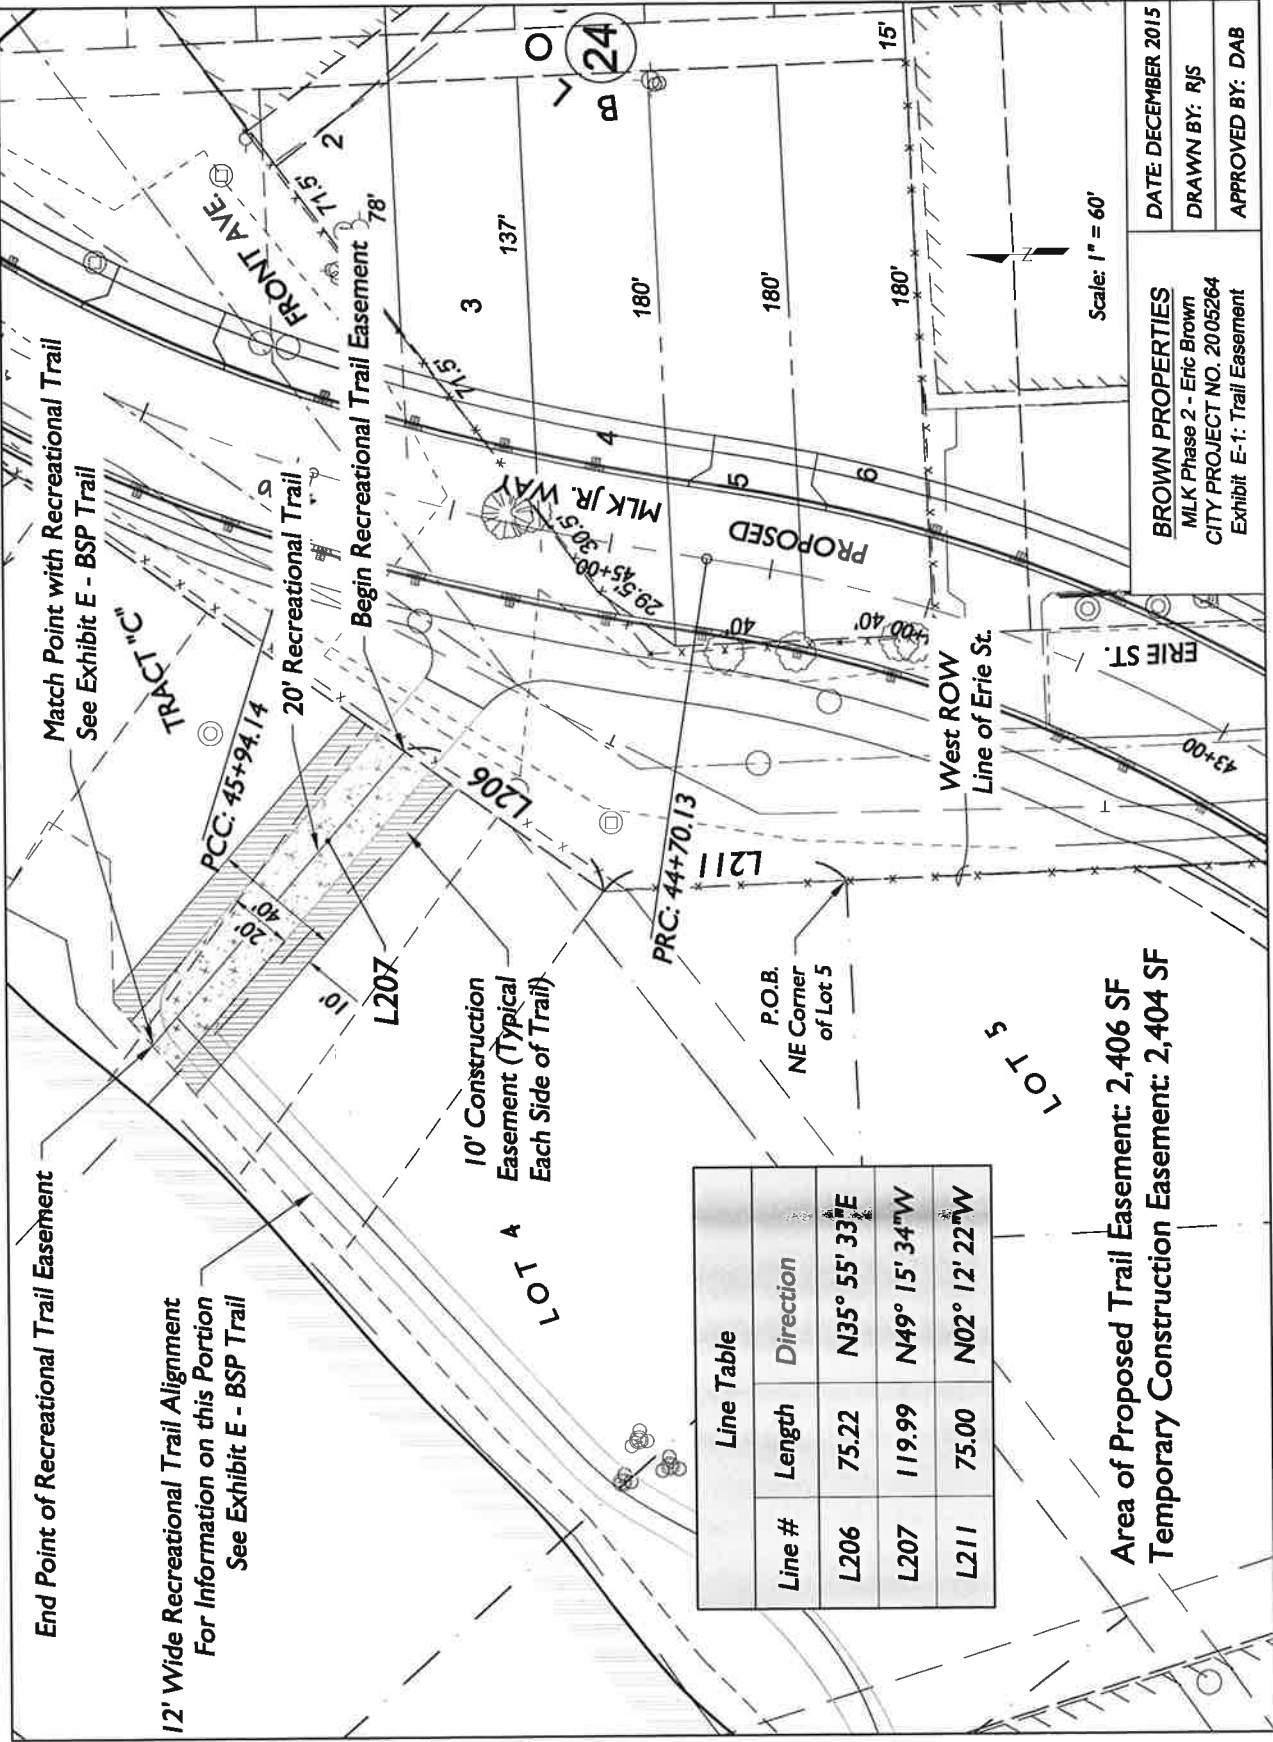 End Point of Recreational Trail Easement
12' Wide Recreational Trail Alignment
For Information on this Portion
See Exhibit E - BSP Trail
Match Point with Recreational Trail
See Exhibit E - BSP Trail
TRACT "C"
PCC: 45+94.14
20' Recreational Trail
Begin Recreational Trail Easement
FRONT AVE.
71.5'
78'
2
3
137'
71.5'
BLO
24
15'
180'
180'
180'
4
5
6
MLK JR. WAY
PROPOSED
30.5'
45+00
29.5'
40'
40'
+00
20'
40'
10'
L207
L206
L211
10' Construction
Easement (Typical
Each Side of Trail)
PRC: 44+70.13
P.O.B.
NE Corner
of Lot 5
West ROW
Line of Erie St.
ERIE ST.
43+00
LOT A
LOT 5
Line Table
Line # Length Direction
L206 75.22 N35° 55' 33"E
L207 119.99 N49° 15' 34"W
L211 75.00 N02° 12' 22"W
Area of Proposed Trail Easement: 2,406 SF
Temporary Construction Easement: 2,404 SF
N
Scale: 1" = 60'
BROWN PROPERTIES
MLK Phase 2 - Eric Brown
CITY PROJECT NO. 2005264
Exhibit E-1: Trail Easement
DATE: DECEMBER 2015
DRAWN BY: RJS
APPROVED BY: DAB